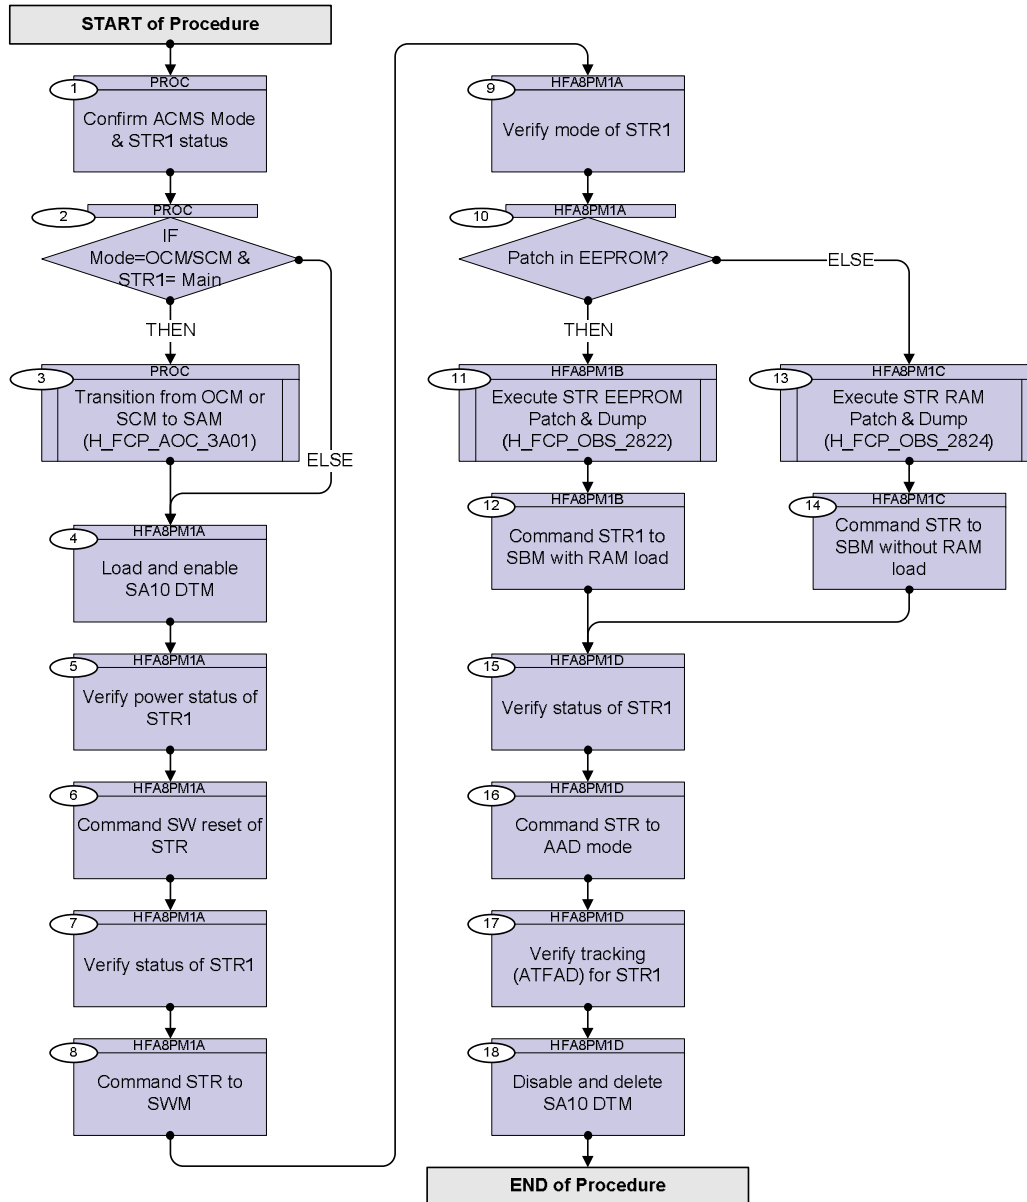 START of Procedure
1
PROC
Confirm ACMS Mode
& STR1 status
2
PROC
IF
Mode=OCM/SCM &
STR1= Main
THEN
ELSE
3
PROC
Transition from OCM or
SCM to SAM
(H_FCP_AOC_3A01)
4
HFA8PM1A
Load and enable
SA10 DTM
5
HFA8PM1A
Verify power status of
STR1
6
HFA8PM1A
Command SW reset of
STR
7
HFA8PM1A
Verify status of STR1
8
HFA8PM1A
Command STR to
SWM
9
HFA8PM1A
Verify mode of STR1
10
HFA8PM1A
Patch in EEPROM?
ELSE
THEN
11
HFA8PM1B
Execute STR EEPROM
Patch & Dump
(H_FCP_OBS_2822)
12
HFA8PM1B
Command STR1 to
SBM with RAM load
13
HFA8PM1C
Execute STR RAM
Patch & Dump
(H_FCP_OBS_2824)
14
HFA8PM1C
Command STR to
SBM without RAM
load
15
HFA8PM1D
Verify status of STR1
16
HFA8PM1D
Command STR to
AAD mode
17
HFA8PM1D
Verify tracking
(ATFAD) for STR1
18
HFA8PM1D
Disable and delete
SA10 DTM
END of Procedure